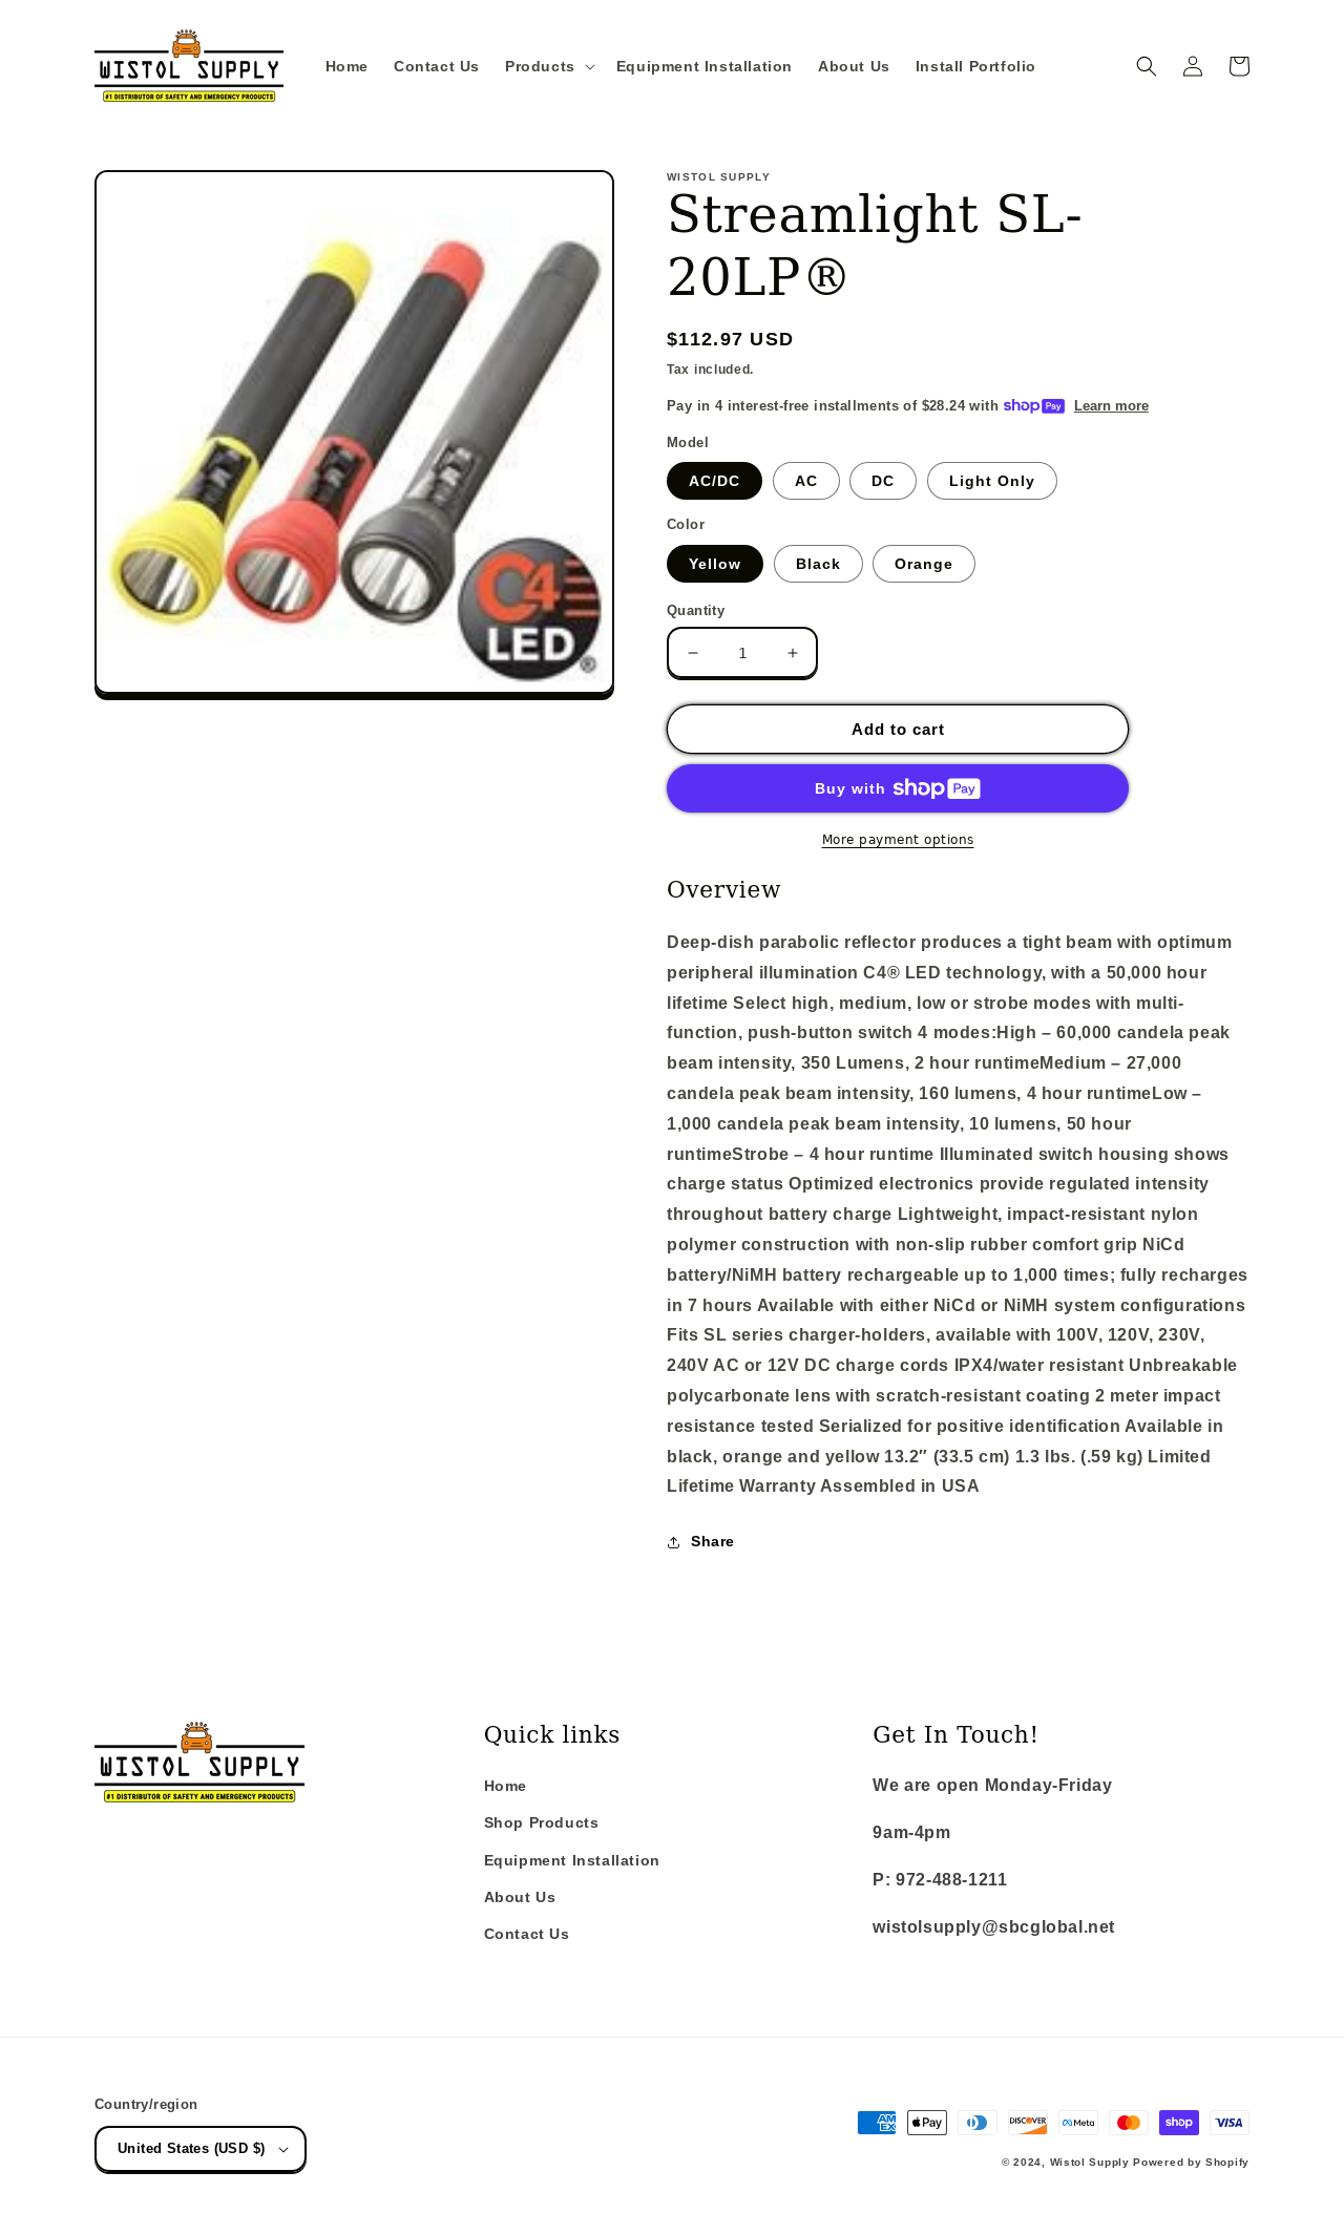 WISTOL SUPPLY
#1 DISTRIBUTOR OF SAFETY AND EMERGENCY PRODUCTS
Home
Contact Us
Products
Equipment Installation
About Us
Install Portfolio
C4
LED®
WISTOL SUPPLY
Streamlight SL-
20LP®
$112.97 USD
Tax included.
Pay in 4 interest-free installments of $28.24 with shop Pay Learn more
Model
AC/DC
AC
DC
Light Only
Color
Yellow
Black
Orange
Quantity
− 1 +
Add to cart
Buy with shop Pay
More payment options
Overview
Deep-dish parabolic reflector produces a tight beam with optimum
peripheral illumination C4® LED technology, with a 50,000 hour
lifetime Select high, medium, low or strobe modes with multi-
function, push-button switch 4 modes:High – 60,000 candela peak
beam intensity, 350 Lumens, 2 hour runtimeMedium – 27,000
candela peak beam intensity, 160 lumens, 4 hour runtimeLow –
1,000 candela peak beam intensity, 10 lumens, 50 hour
runtimeStrobe – 4 hour runtime Illuminated switch housing shows
charge status Optimized electronics provide regulated intensity
throughout battery charge Lightweight, impact-resistant nylon
polymer construction with non-slip rubber comfort grip NiCd
battery/NiMH battery rechargeable up to 1,000 times; fully recharges
in 7 hours Available with either NiCd or NiMH system configurations
Fits SL series charger-holders, available with 100V, 120V, 230V,
240V AC or 12V DC charge cords IPX4/water resistant Unbreakable
polycarbonate lens with scratch-resistant coating 2 meter impact
resistance tested Serialized for positive identification Available in
black, orange and yellow 13.2″ (33.5 cm) 1.3 lbs. (.59 kg) Limited
Lifetime Warranty Assembled in USA
Share
WISTOL SUPPLY
#1 DISTRIBUTOR OF SAFETY AND EMERGENCY PRODUCTS
Quick links
Home
Shop Products
Equipment Installation
About Us
Contact Us
Get In Touch!
We are open Monday-Friday
9am-4pm
P: 972-488-1211
wistolsupply@sbcglobal.net
Country/region
United States (USD $)
AMEX
Pay
DISCOVER
Meta
shop
VISA
© 2024, Wistol Supply Powered by Shopify